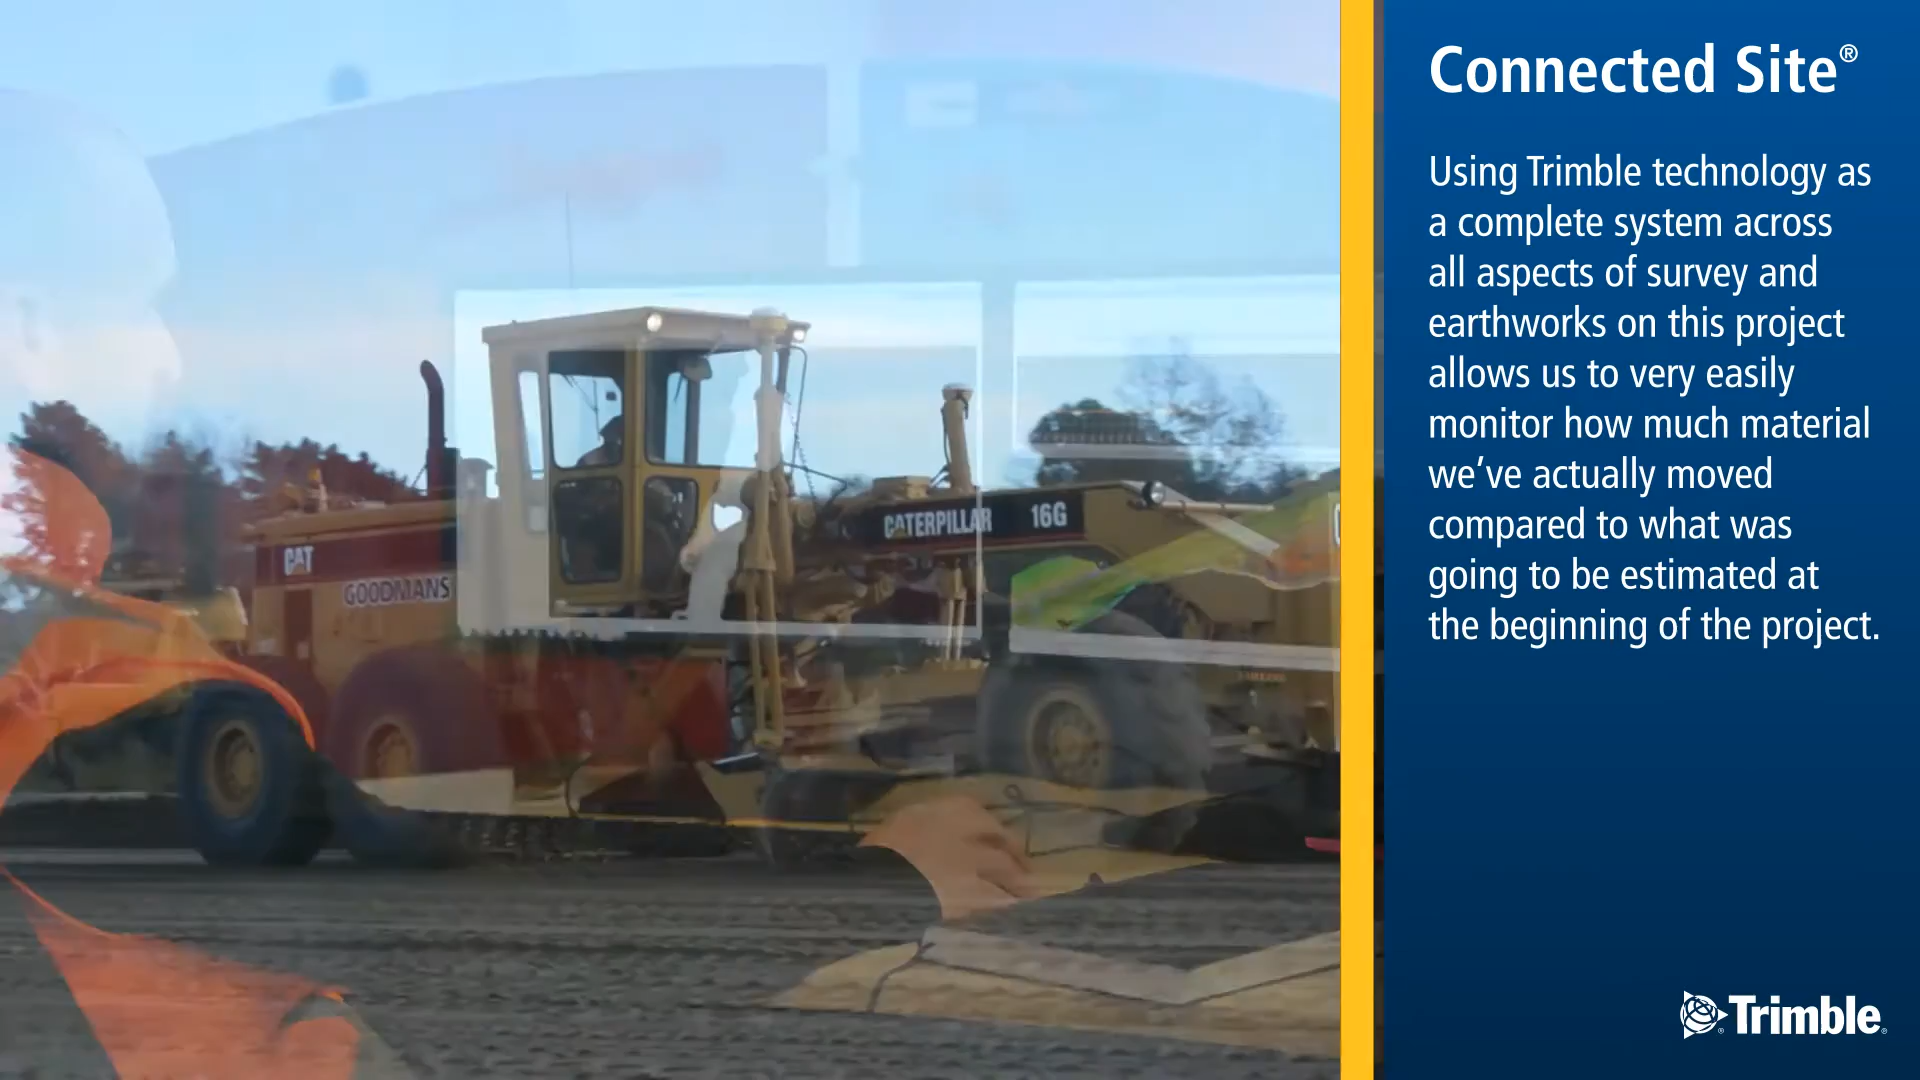 Connected Site®
Using Trimble technology as
a complete system across
all aspects of survey and
earthworks on this project
allows us to very easily
monitor how much material
we've actually moved
compared to what was
going to be estimated at
the beginning of the project.
CATERPILLAR 16G
CAT
GOODMANS
Trimble